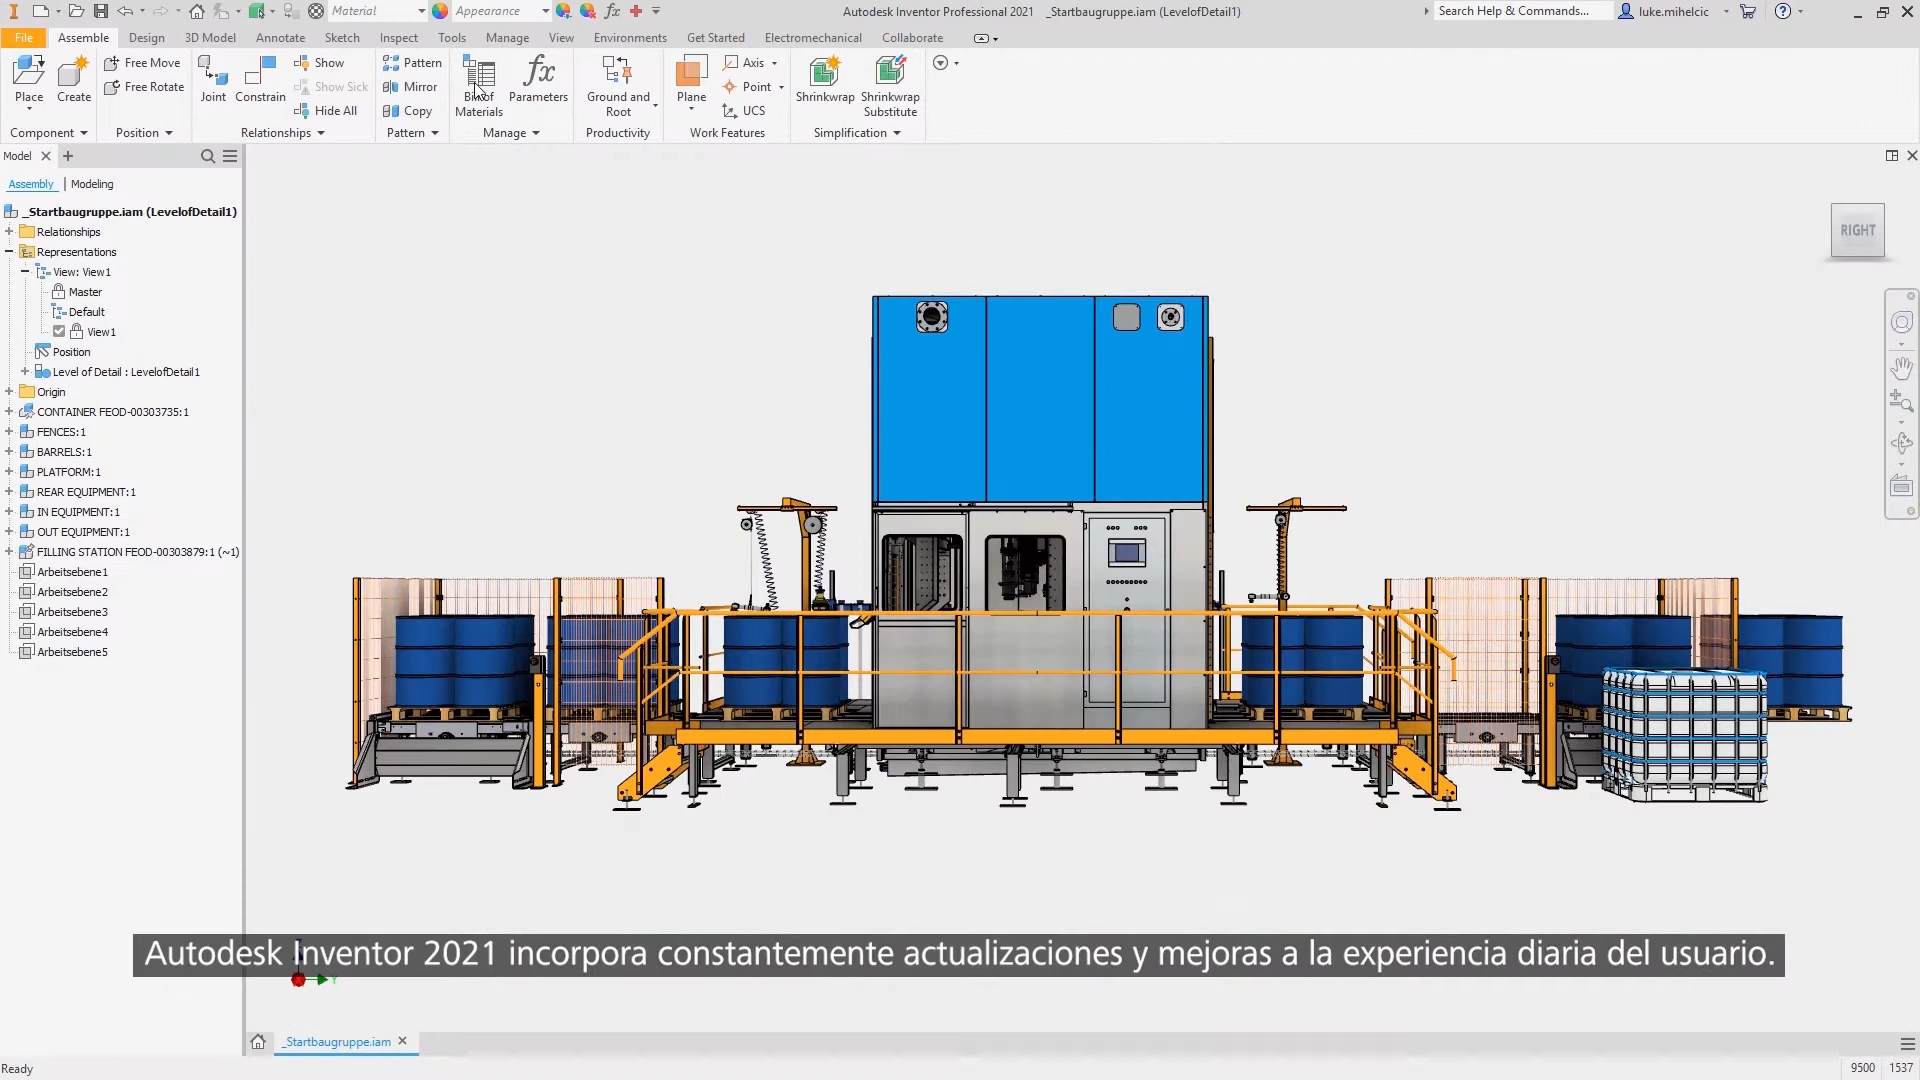 Material
Appearance
Autodesk Inventor Professional 2021 _Startbaugruppe.iam (LevelofDetail1)
Search Help & Commands...
luke.mihelcic
File
Assemble
Design
3D Model
Annotate
Sketch
Inspect
Tools
Manage
View
Environments
Get Started
Electromechanical
Collaborate
Place
Create
Free Move
Free Rotate
Joint
Constrain
Show
Show Sick
Hide All
Pattern
Mirror
Copy
Bill of
Materials
Parameters
Ground and
Root
Plane
Axis
Point
UCS
Shrinkwrap
Shrinkwrap
Substitute
Component
Position
Relationships
Pattern
Manage
Productivity
Work Features
Simplification
Model
Assembly | Modeling
_Startbaugruppe.iam (LevelofDetail1)
Relationships
Representations
View: View1
Master
Default
View1
Position
Level of Detail : LevelofDetail1
Origin
CONTAINER FEOD-00303735:1
FENCES:1
BARRELS:1
PLATFORM:1
REAR EQUIPMENT:1
IN EQUIPMENT:1
OUT EQUIPMENT:1
FILLING STATION FEOD-00303879:1 (~1)
Arbeitsebene1
Arbeitsebene2
Arbeitsebene3
Arbeitsebene4
Arbeitsebene5
RIGHT
Autodesk Inventor 2021 incorpora constantemente actualizaciones y mejoras a la experiencia diaria del usuario.
Y
_Startbaugruppe.iam
Ready
9500 1537